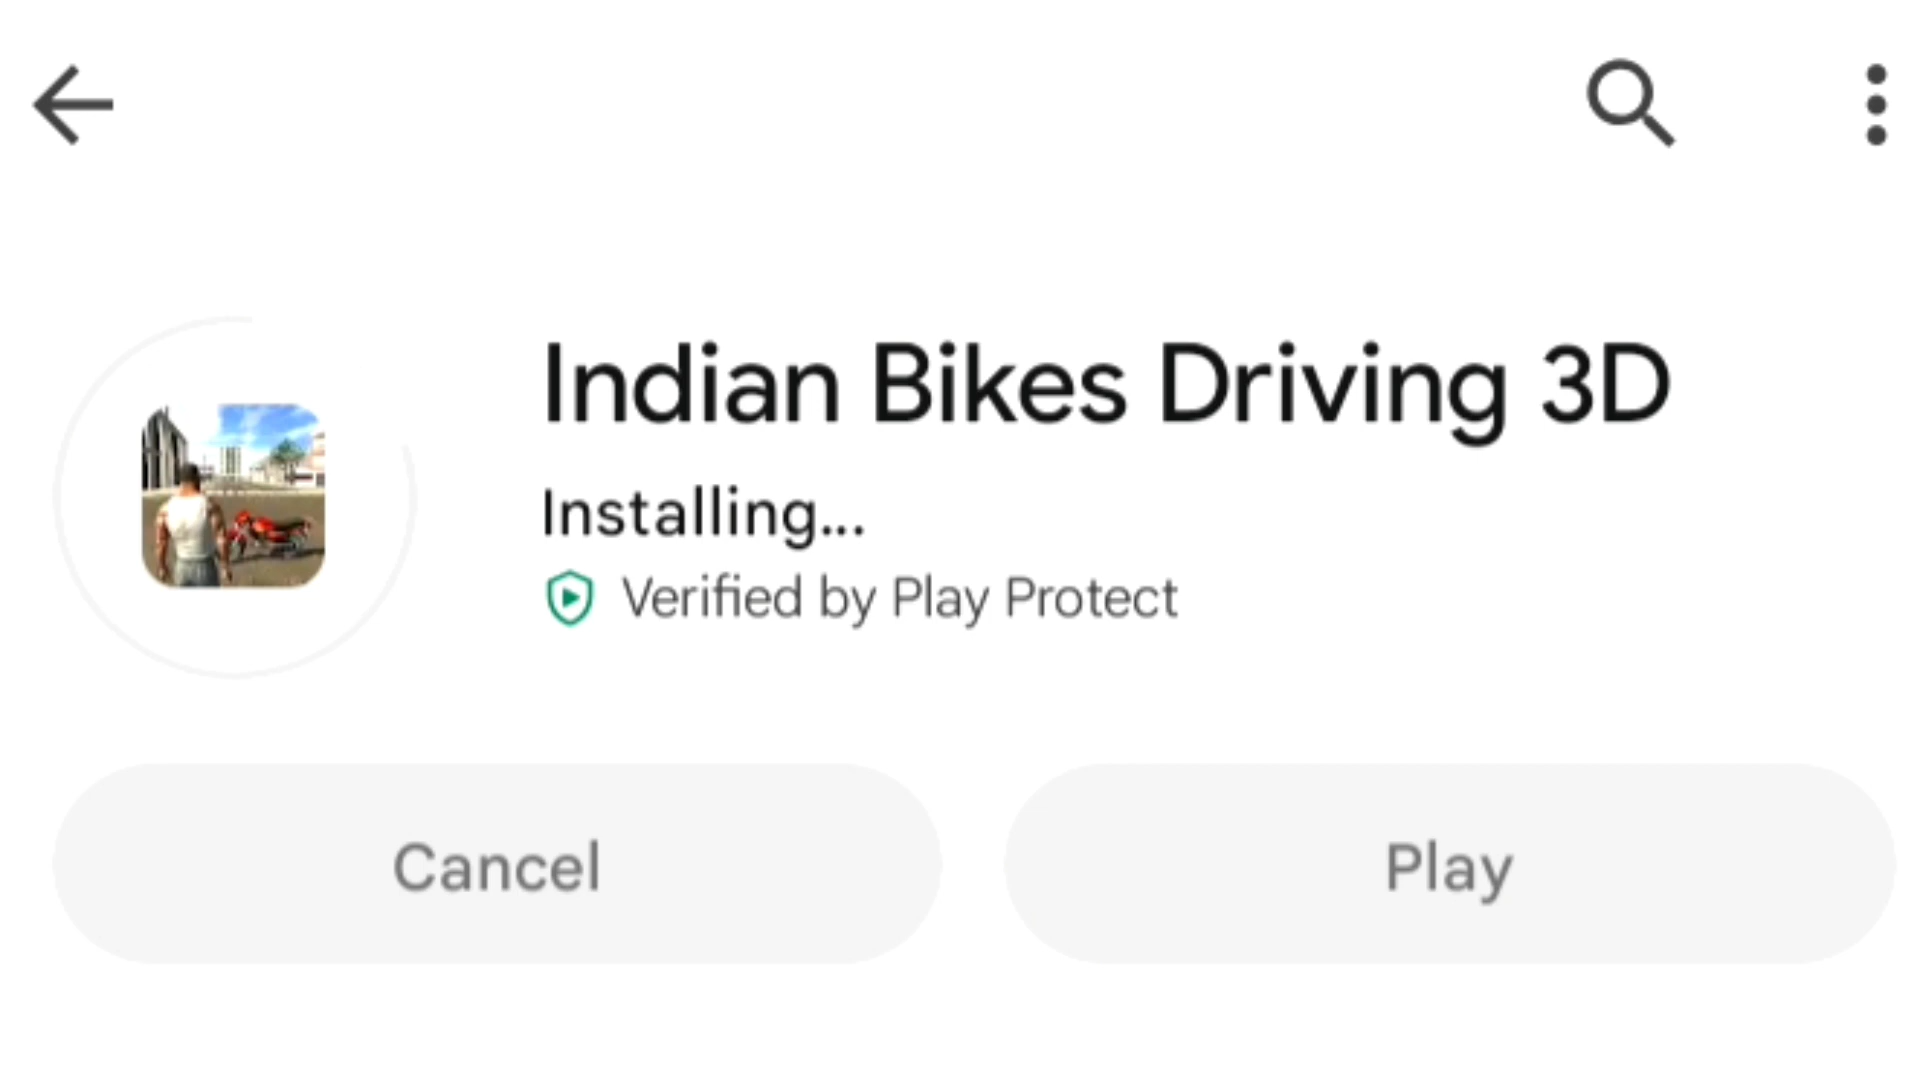 Indian Bikes Driving 3D
Installing...
Verified by Play Protect
Cancel
Play